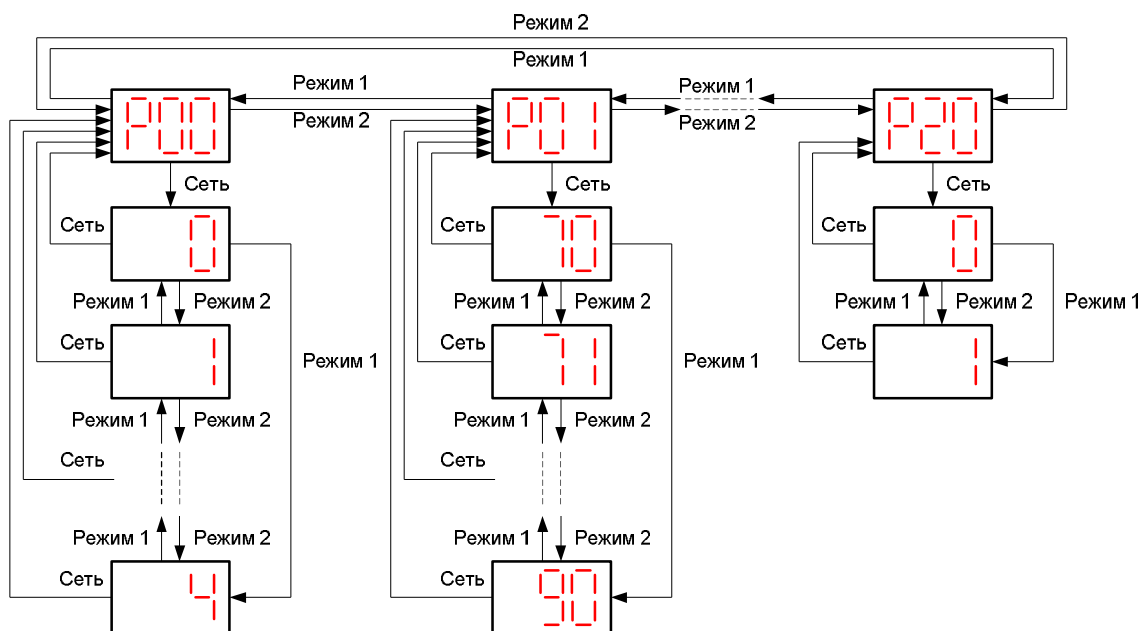 Режим 2
Режим 1
P00 Режим 1 P01 Режим 1 P20
Режим 2 Режим 2
Сеть Сеть Сеть
Сеть 0 Сеть 70 Сеть 0
Режим 1 Режим 2 Режим 1 Режим 2 Режим 1 Режим 2 Режим 1
Сеть 1 Режим 1 Сеть 71 Режим 1 Сеть 1
Режим 1 Режим 2 Режим 1 Режим 2
Сеть Сеть
Режим 1 Режим 2 Режим 1 Режим 2
Сеть 4 Сеть 90